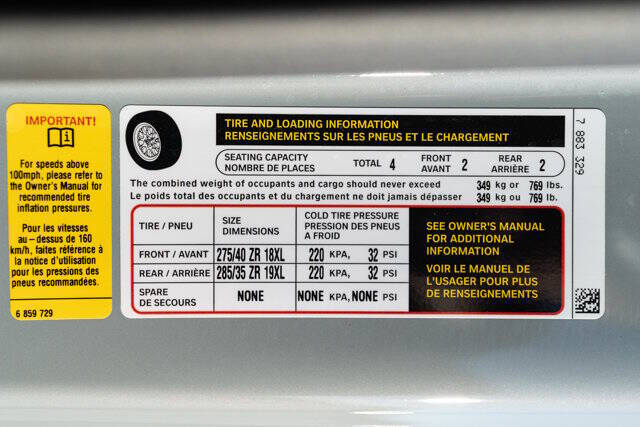 IMPORTANT!
For speeds above
100mph, please refer to
the Owner's Manual for
recommended tire
inflation pressures.
Pour les vitesses
au-dessus de 160
km/h, faites référence à
la notice d'utilisation
pour les pressions des
pneus recommandées.
6 859 729
TIRE AND LOADING INFORMATION
RENSEIGNEMENTS SUR LES PNEUS ET LE CHARGEMENT
SEATING CAPACITY
NOMBRE DE PLACES
TOTAL 4
FRONT
AVANT 2
REAR
ARRIÈRE 2
The combined weight of occupants and cargo should never exceed 349 kg or 769 lbs.
Le poids total des occupants et du chargement ne doit jamais dépasser 349 kg ou 769 lb.
TIRE / PNEU
SIZE
DIMENSIONS
COLD TIRE PRESSURE
PRESSION DES PNEUS
A FROID
FRONT / AVANT 275/40 ZR 18XL 220 KPA, 32 PSI
REAR / ARRIÈRE 285/35 ZR 19XL 220 KPA, 32 PSI
SPARE
DE SECOURS
NONE NONE KPA, NONE PSI
SEE OWNER'S MANUAL
FOR ADDITIONAL
INFORMATION
VOIR LE MANUEL DE
L'USAGER POUR PLUS
DE RENSEIGNEMENTS
7 883 329